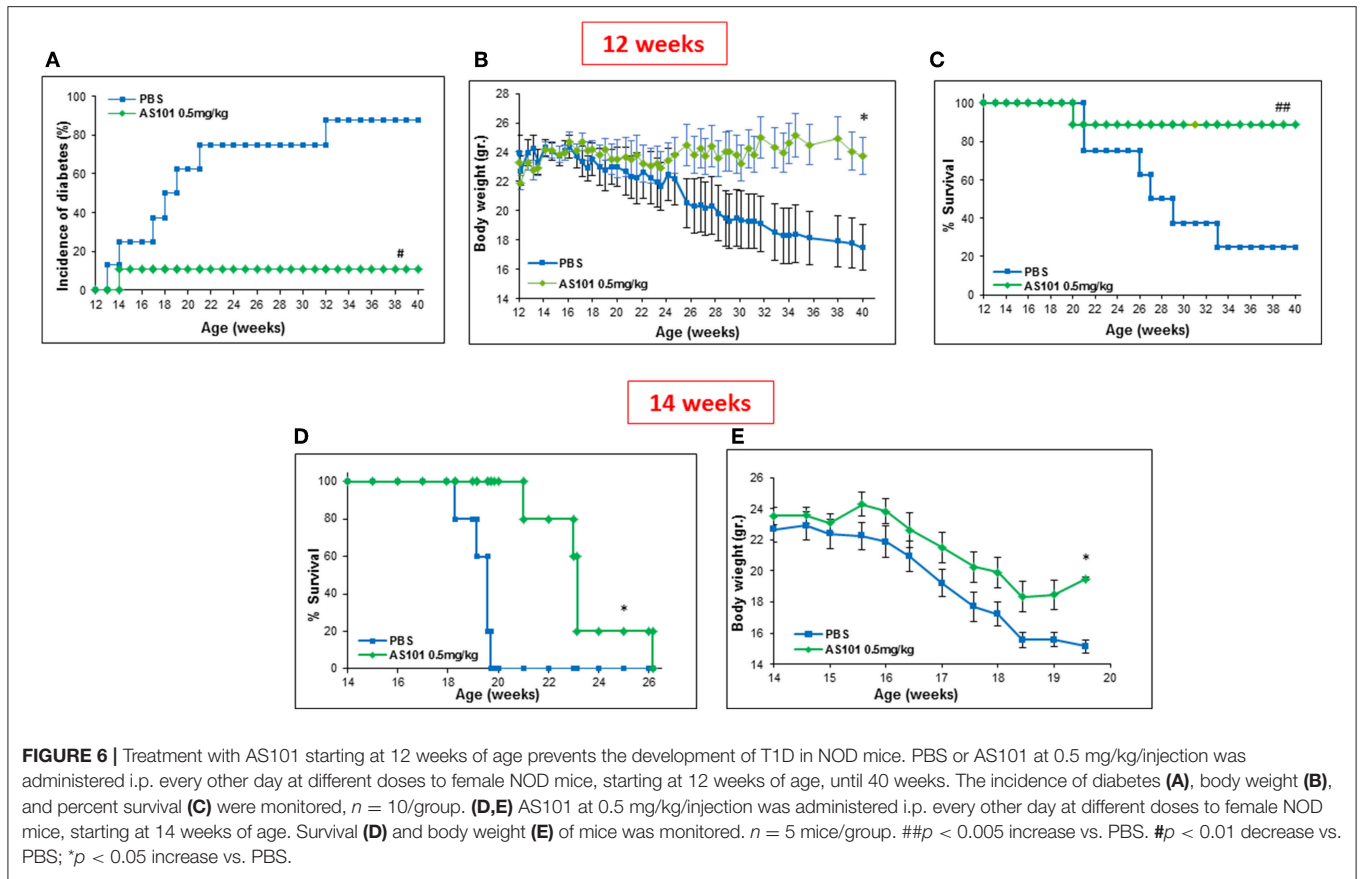 12 weeks
A
B
C
Incidence of diabetes (%)
100
80
60
40
20
0
PBS
AS101 0.5mg/kg
#
12 14 16 18 20 22 24 26 28 30 32 34 36 38 40
Age (weeks)
Body weight (gr.)
28
26
24
22
20
18
16
14
*
PBS
AS101 0.5mg/kg
12 14 16 18 20 22 24 26 28 30 32 34 36 38 40
Age (weeks)
% Survival
100
80
60
40
20
0
##
PBS
AS101 0.5mg/kg
12 14 16 18 20 22 24 26 28 30 32 34 36 38 40
Age (weeks)
14 weeks
D
E
% Survival
100
80
60
40
20
0
*
PBS
AS101 0.5mg/kg
14 16 18 20 22 24 26
Age (weeks)
Body wieght (gr.)
26
24
22
20
18
16
14
*
PBS
AS101 0.5mg/kg
14 15 16 17 18 19 20
Age (weeks)
FIGURE 6 | Treatment with AS101 starting at 12 weeks of age prevents the development of T1D in NOD mice. PBS or AS101 at 0.5 mg/kg/injection was
administered i.p. every other day at different doses to female NOD mice, starting at 12 weeks of age, until 40 weeks. The incidence of diabetes (A), body weight (B),
and percent survival (C) were monitored, n = 10/group. (D,E) AS101 at 0.5 mg/kg/injection was administered i.p. every other day at different doses to female NOD
mice, starting at 14 weeks of age. Survival (D) and body weight (E) of mice was monitored. n = 5 mice/group. ##p < 0.005 increase vs. PBS. #p < 0.01 decrease vs.
PBS; *p < 0.05 increase vs. PBS.